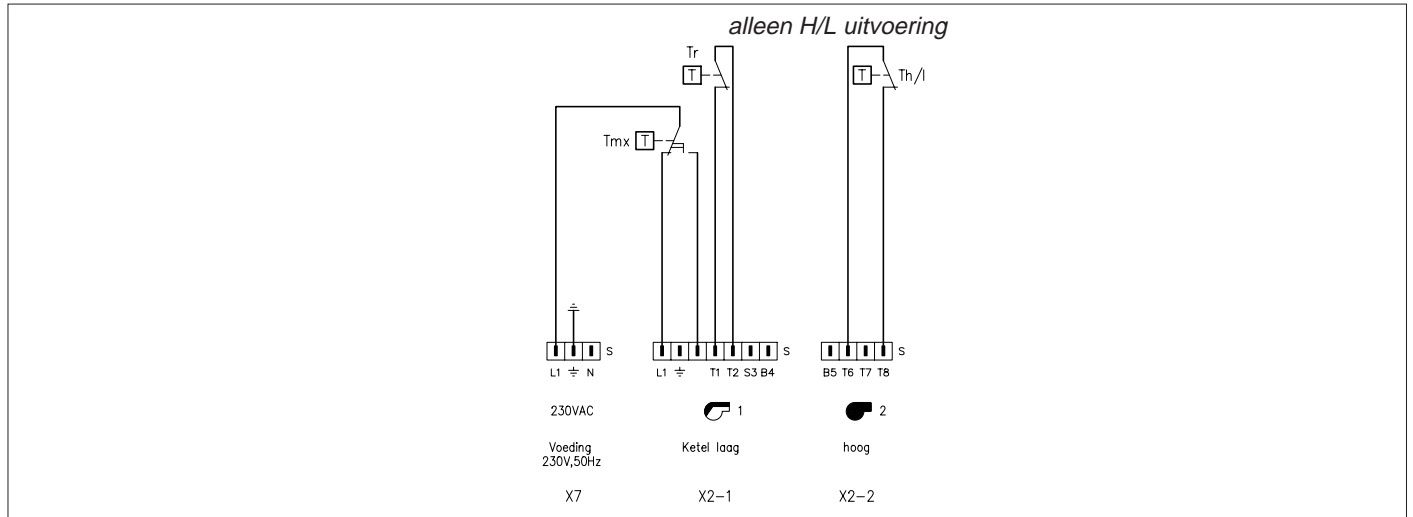 alleen H/L uitvoering
Tr
T
T
Th/l
Tmx
T
S
S
S
L1 ⏚ N
L1 ⏚ T1 T2 S3 B4
B5 T6 T7 T8
230VAC
1
2
Voeding
230V,50Hz
Ketel laag
hoog
X7
X2-1
X2-2